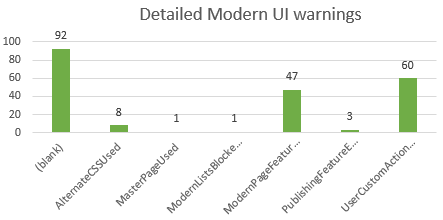 Detailed Modern UI warnings
100
80
60
40
20
0
92
8
1
1
47
3
60
(blank)
AlternateCSSUsed
MasterPageUsed
ModernListsBlocke...
ModernPageFeatur...
PublishingFeatureE...
UserCustomAction...